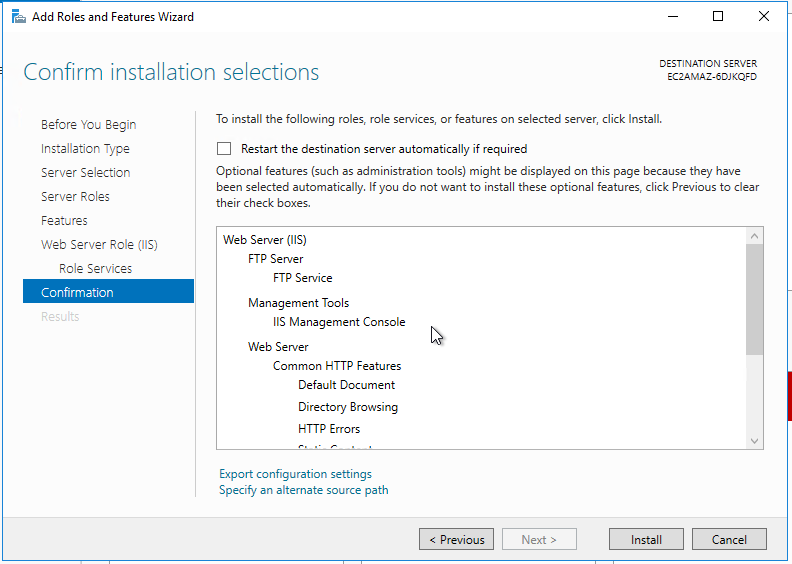 Add Roles and Features Wizard
Confirm installation selections
DESTINATION SERVER
EC2AMAZ-6DJKQFD
Before You Begin
Installation Type
Server Selection
Server Roles
Features
Web Server Role (IIS)
Role Services
Confirmation
Results
To install the following roles, role services, or features on selected server, click Install.
Restart the destination server automatically if required
Optional features (such as administration tools) might be displayed on this page because they have
been selected automatically. If you do not want to install these optional features, click Previous to clear
their check boxes.
Web Server (IIS)
FTP Server
FTP Service
Management Tools
IIS Management Console
Web Server
Common HTTP Features
Default Document
Directory Browsing
HTTP Errors
Static Content
Export configuration settings
Specify an alternate source path
< Previous
Next >
Install
Cancel